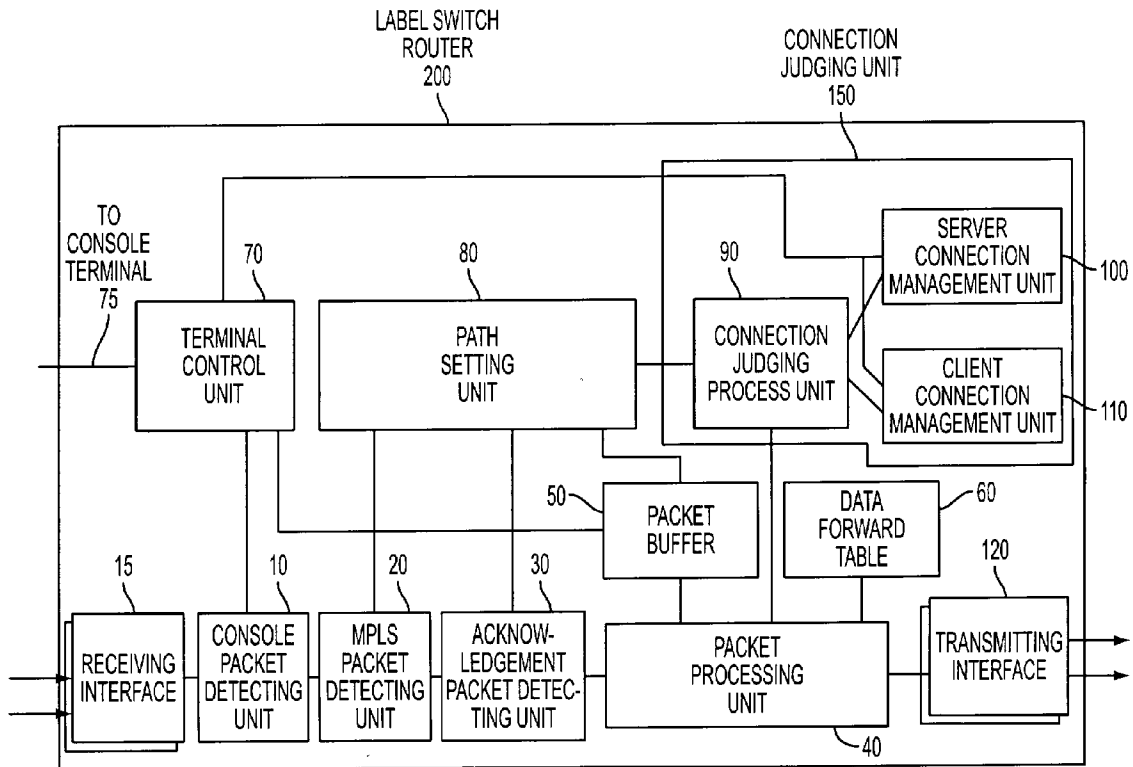 LABEL SWITCH
ROUTER
200
CONNECTION
JUDGING UNIT
150
TO
CONSOLE
TERMINAL
75
70
TERMINAL
CONTROL
UNIT
80
PATH
SETTING
UNIT
90
CONNECTION
JUDGING
PROCESS UNIT
SERVER
CONNECTION
MANAGEMENT UNIT
100
CLIENT
CONNECTION
MANAGEMENT UNIT
110
50
PACKET
BUFFER
DATA
FORWARD
TABLE
60
15
RECEIVING
INTERFACE
10
CONSOLE
PACKET
DETECTING
UNIT
20
MPLS
PACKET
DETECTING
UNIT
30
ACKNOW-
LEDGEMENT
PACKET DETEC-
TING UNIT
PACKET
PROCESSING
UNIT
40
120
TRANSMITTING
INTERFACE